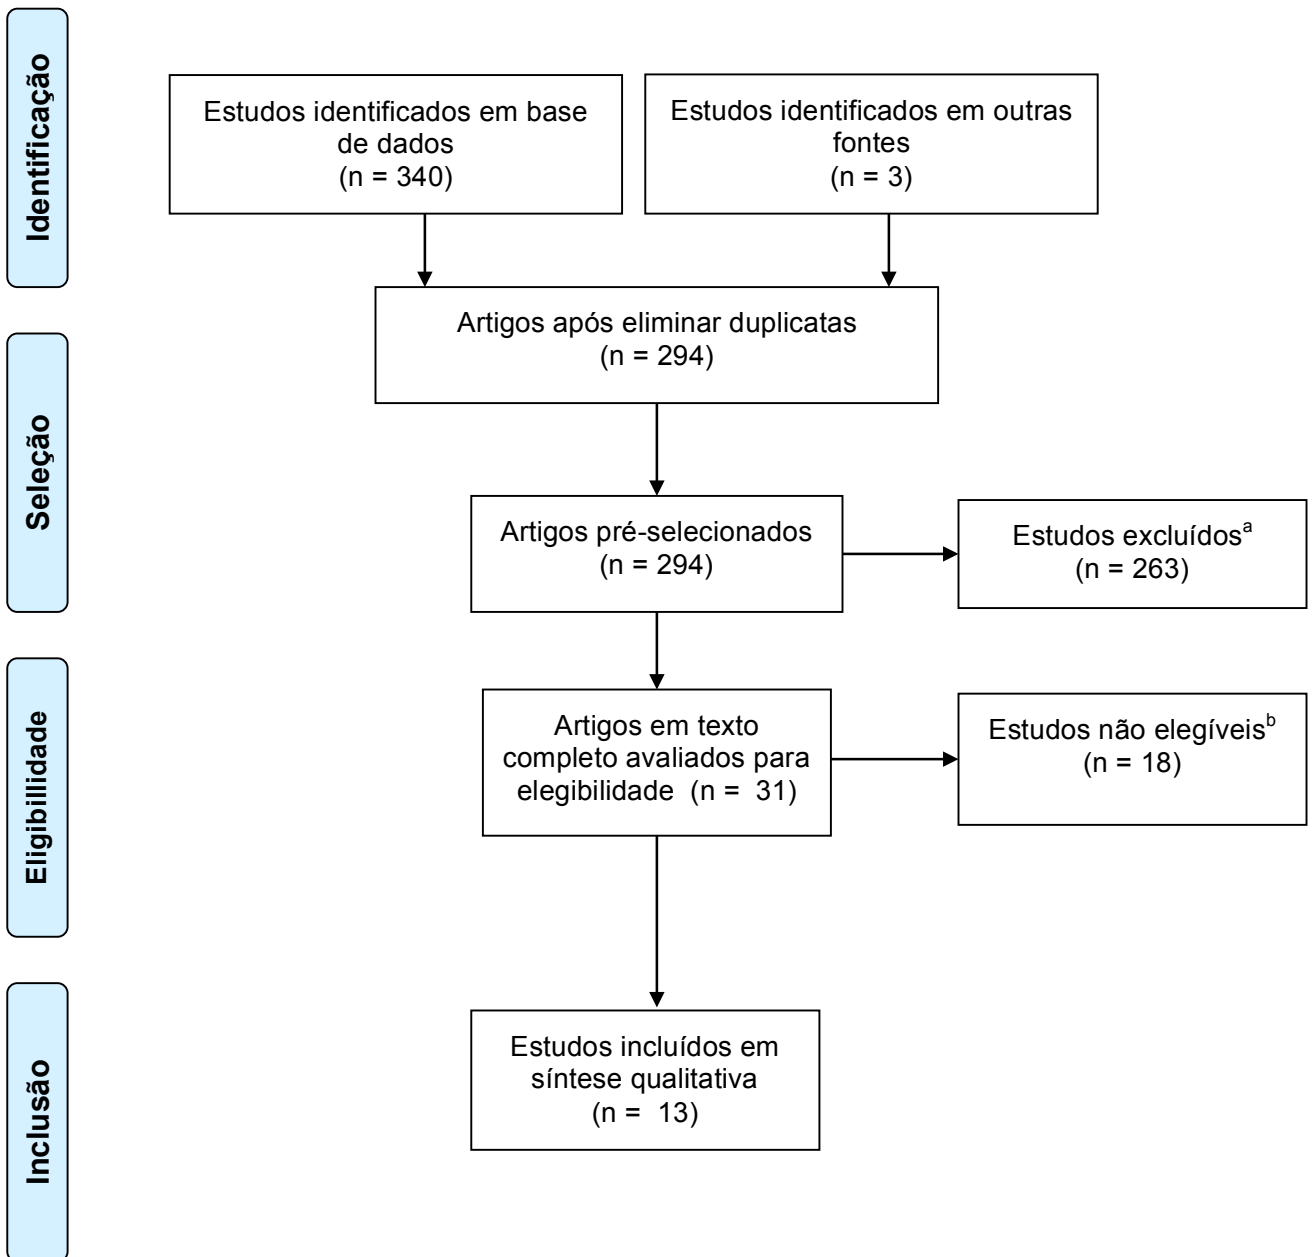 Identificação
Estudos identificados em base
de dados
(n = 340)
Estudos identificados em outras
fontes
(n = 3)
Artigos após eliminar duplicatas
(n = 294)
Seleção
Artigos pré-selecionados
(n = 294)
Estudos excluídosᵃ
(n = 263)
Eligibillidade
Artigos em texto
completo avaliados para
elegibilidade (n = 31)
Estudos não elegíveisᵇ
(n = 18)
Inclusão
Estudos incluídos em
síntese qualitativa
(n = 13)